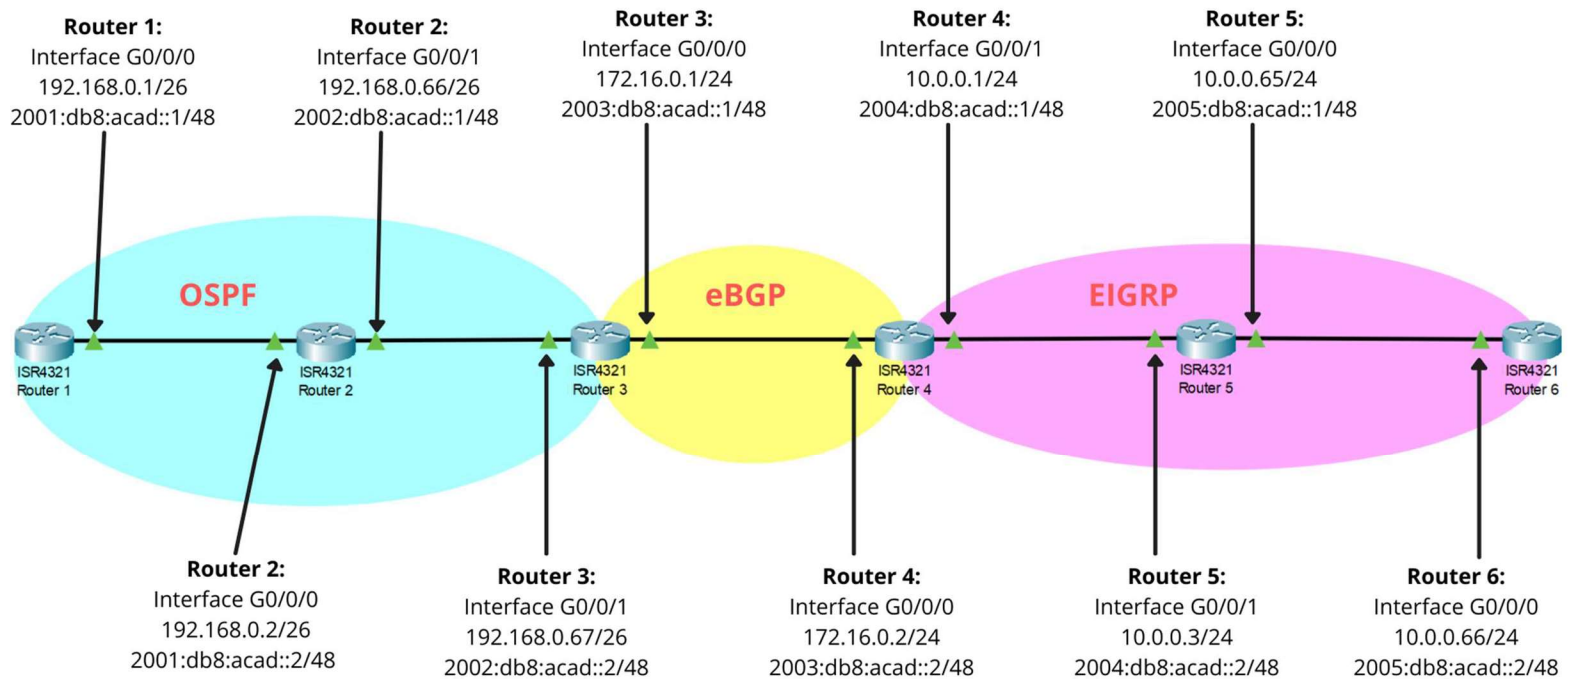 Router 1:
Interface G0/0/0
192.168.0.1/26
2001:db8:acad::1/48
Router 2:
Interface G0/0/1
192.168.0.66/26
2002:db8:acad::1/48
Router 3:
Interface G0/0/0
172.16.0.1/24
2003:db8:acad::1/48
Router 4:
Interface G0/0/1
10.0.0.1/24
2004:db8:acad::1/48
Router 5:
Interface G0/0/0
10.0.0.65/24
2005:db8:acad::1/48
OSPF
eBGP
EIGRP
ISR4321
Router 1
ISR4321
Router 2
ISR4321
Router 3
ISR4321
Router 4
ISR4321
Router 5
ISR4321
Router 6
Router 2:
Interface G0/0/0
192.168.0.2/26
2001:db8:acad::2/48
Router 3:
Interface G0/0/1
192.168.0.67/26
2002:db8:acad::2/48
Router 4:
Interface G0/0/0
172.16.0.2/24
2003:db8:acad::2/48
Router 5:
Interface G0/0/1
10.0.0.3/24
2004:db8:acad::2/48
Router 6:
Interface G0/0/0
10.0.0.66/24
2005:db8:acad::2/48